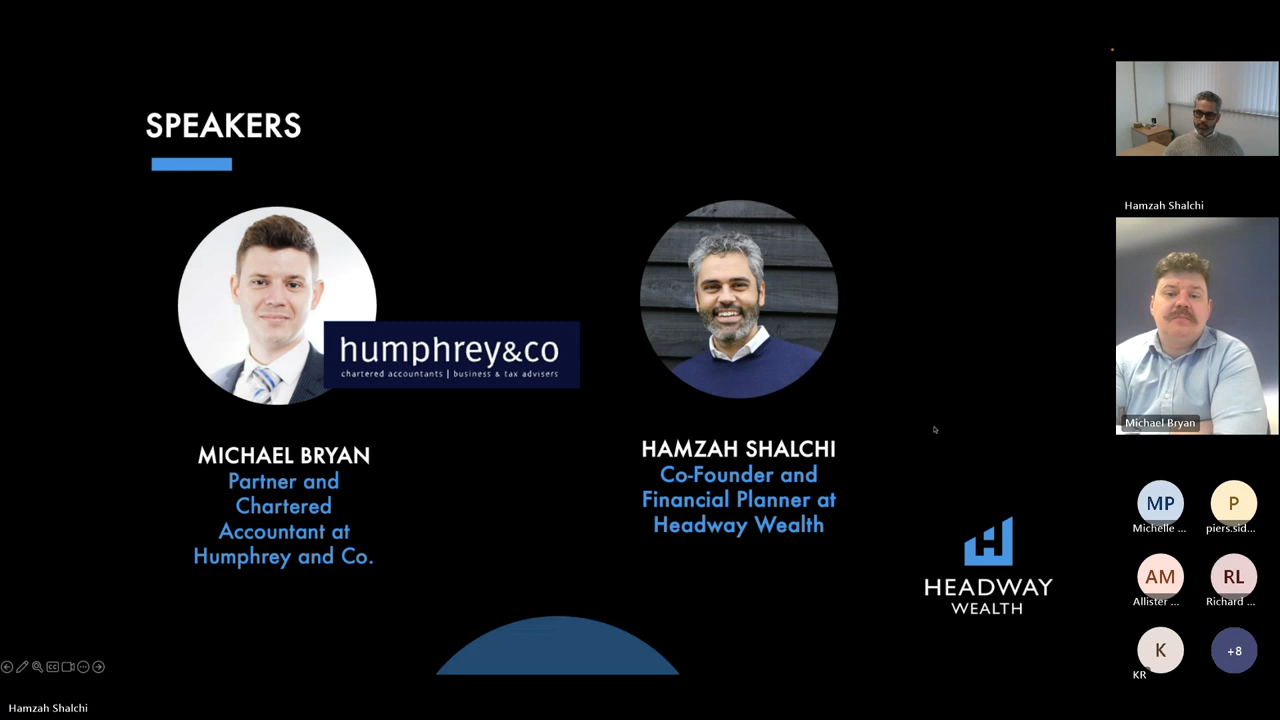 SPEAKERS
humphrey&co
chartered accountants | business & tax advisers
MICHAEL BRYAN
Partner and
Chartered
Accountant at
Humphrey and Co.
HAMZAH SHALCHI
Co-Founder and
Financial Planner at
Headway Wealth
HEADWAY
WEALTH
Hamzah Shalchi
Michael Bryan
MP
Michelle ...
P
piers.sid...
AM
Allister ...
RL
Richard ...
K
KR
+8
CC
Hamzah Shalchi